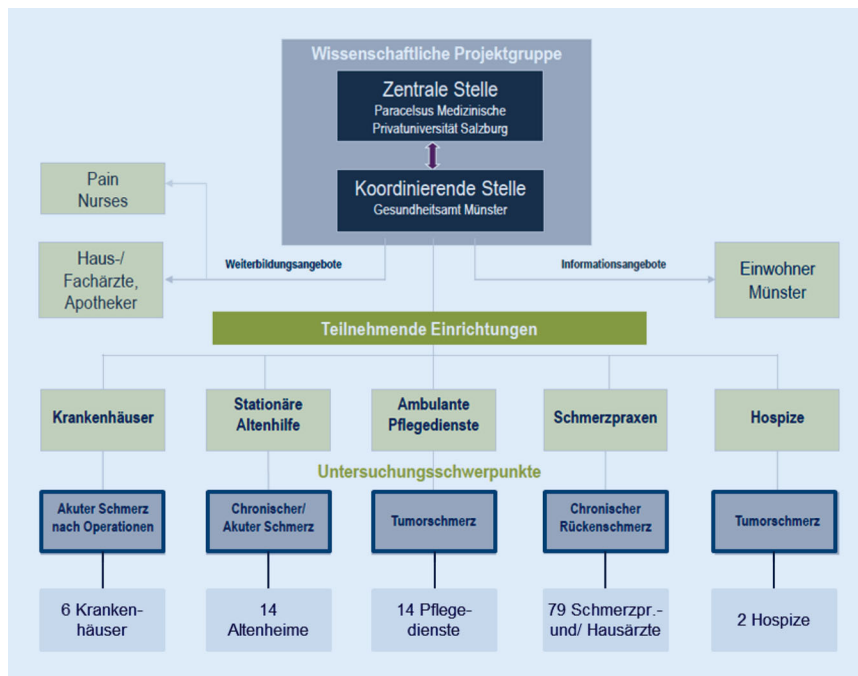 Wissenschaftliche Projektgruppe
Zentrale Stelle
Paracelsus Medizinische
Privatuniversität Salzburg
Koordinierende Stelle
Gesundheitsamt Münster
Pain
Nurses
Haus-/
Fachärzte,
Apotheker
Weiterbildungsangebote
Informationsangebote
Einwohner
Münster
Teilnehmende Einrichtungen
Krankenhäuser
Stationäre
Altenhilfe
Ambulante
Pflegedienste
Schmerzpraxen
Hospize
Untersuchungsschwerpunkte
Akuter Schmerz
nach Operationen
Chronischer/
Akuter Schmerz
Tumorschmerz
Chronischer
Rückenschmerz
Tumorschmerz
6 Kranken-
häuser
14
Altenheime
14 Pflege-
dienste
79 Schmerzpr.-
und/ Hausärzte
2 Hospize